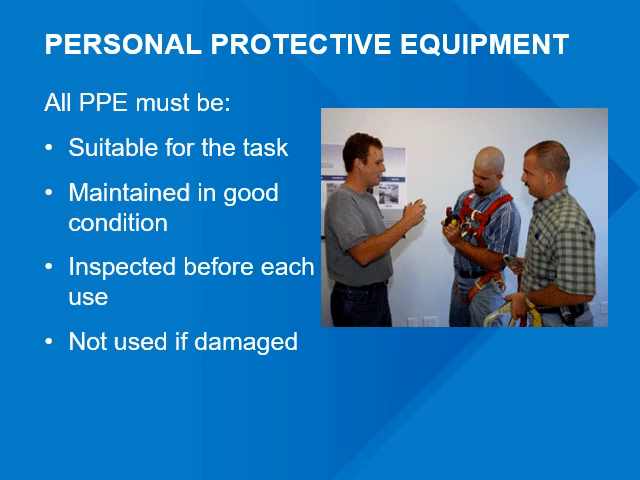 PERSONAL PROTECTIVE EQUIPMENT
All PPE must be:
• Suitable for the task
• Maintained in good
condition
• Inspected before each
use
• Not used if damaged